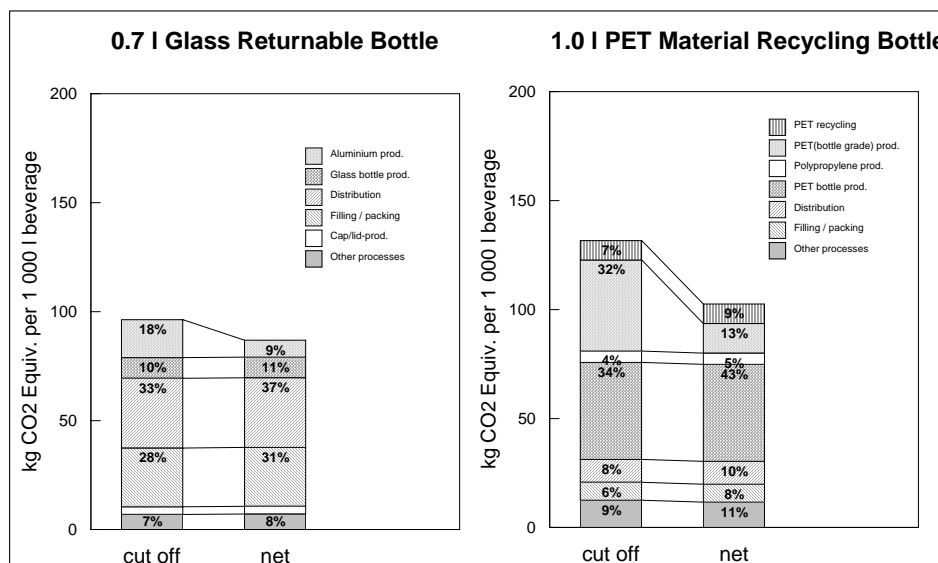 0.7 l Glass Returnable Bottle
kg CO2 Equiv. per 1 000 l beverage
200
150
100
50
0
Aluminium prod.
Glass bottle prod.
Distribution
Filling / packing
Cap/lid-prod.
Other processes
18%
10%
33%
28%
7%
9%
11%
37%
31%
8%
cut off
net
1.0 l PET Material Recycling Bottle
kg CO2 Equiv. per 1 000 l beverage
200
150
100
50
0
PET recycling
PET(bottle grade) prod.
Polypropylene prod.
PET bottle prod.
Distribution
Filling / packing
Other processes
7%
32%
4%
34%
8%
6%
9%
9%
13%
5%
43%
10%
8%
11%
cut off
net